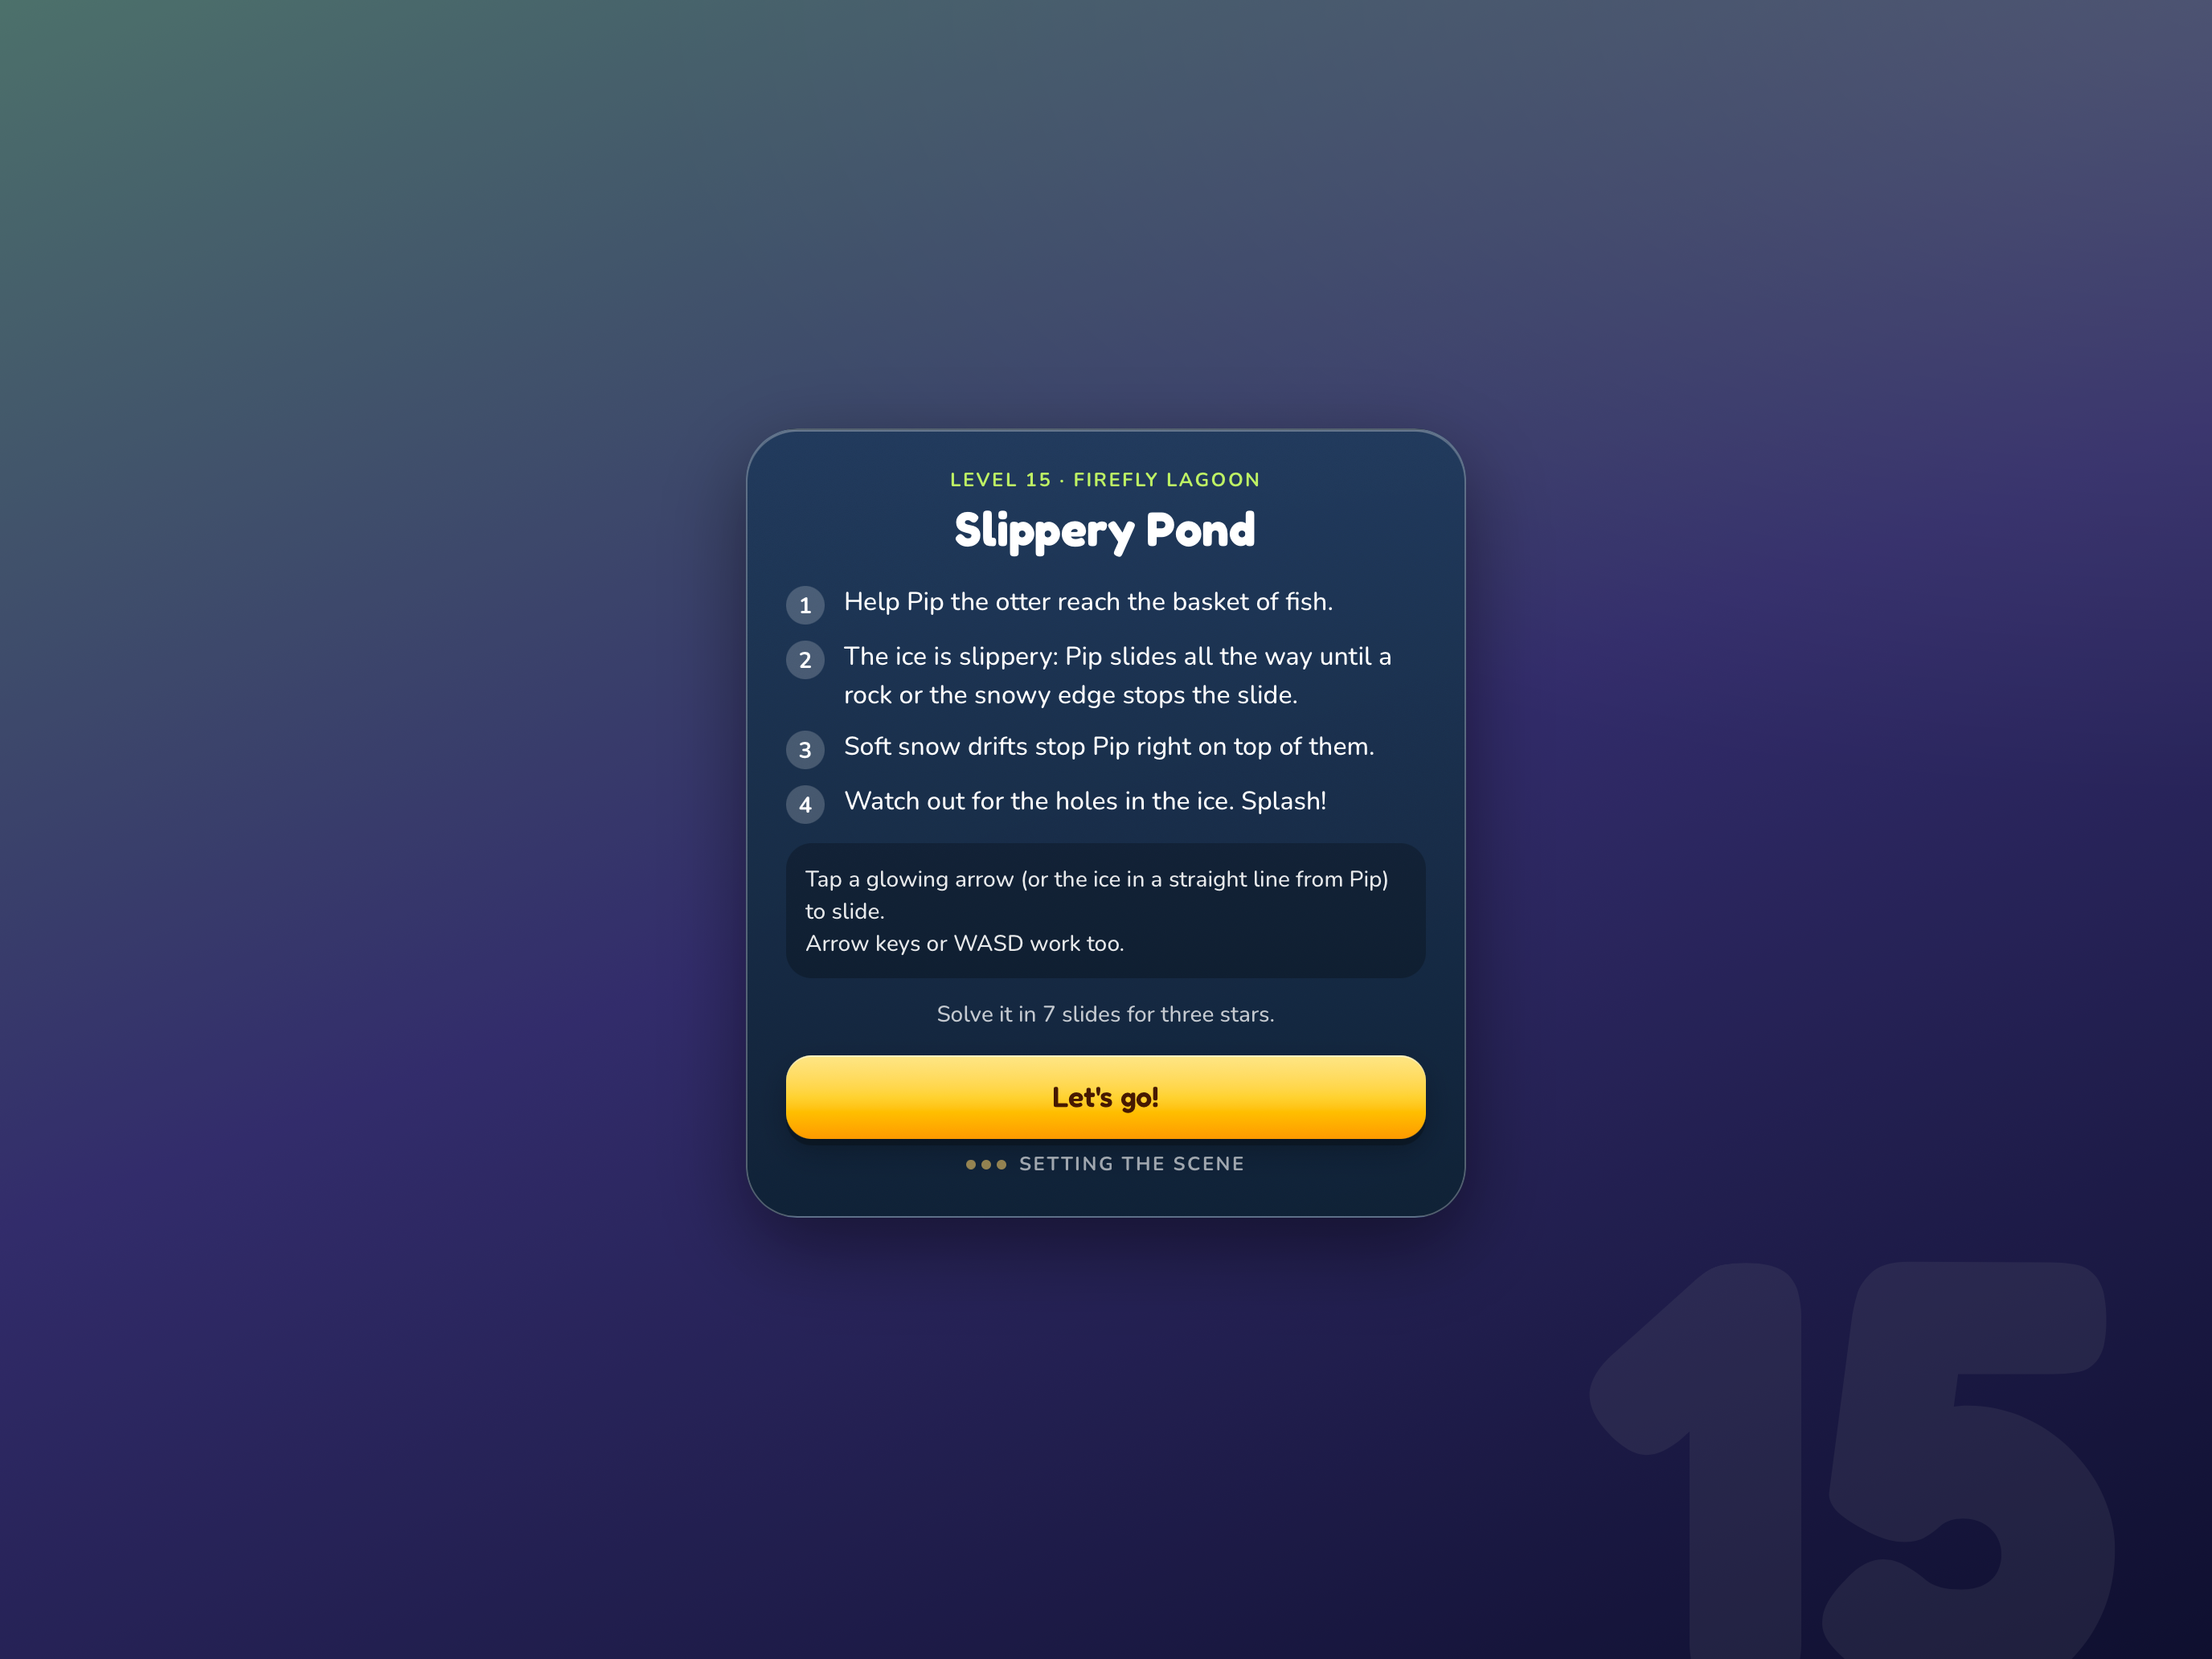 LEVEL 15 · FIREFLY LAGOON
Slippery Pond
1 Help Pip the otter reach the basket of fish.
2 The ice is slippery: Pip slides all the way until a
rock or the snowy edge stops the slide.
3 Soft snow drifts stop Pip right on top of them.
4 Watch out for the holes in the ice. Splash!
Tap a glowing arrow (or the ice in a straight line from Pip)
to slide.
Arrow keys or WASD work too.
Solve it in 7 slides for three stars.
Let's go!
SETTING THE SCENE
15